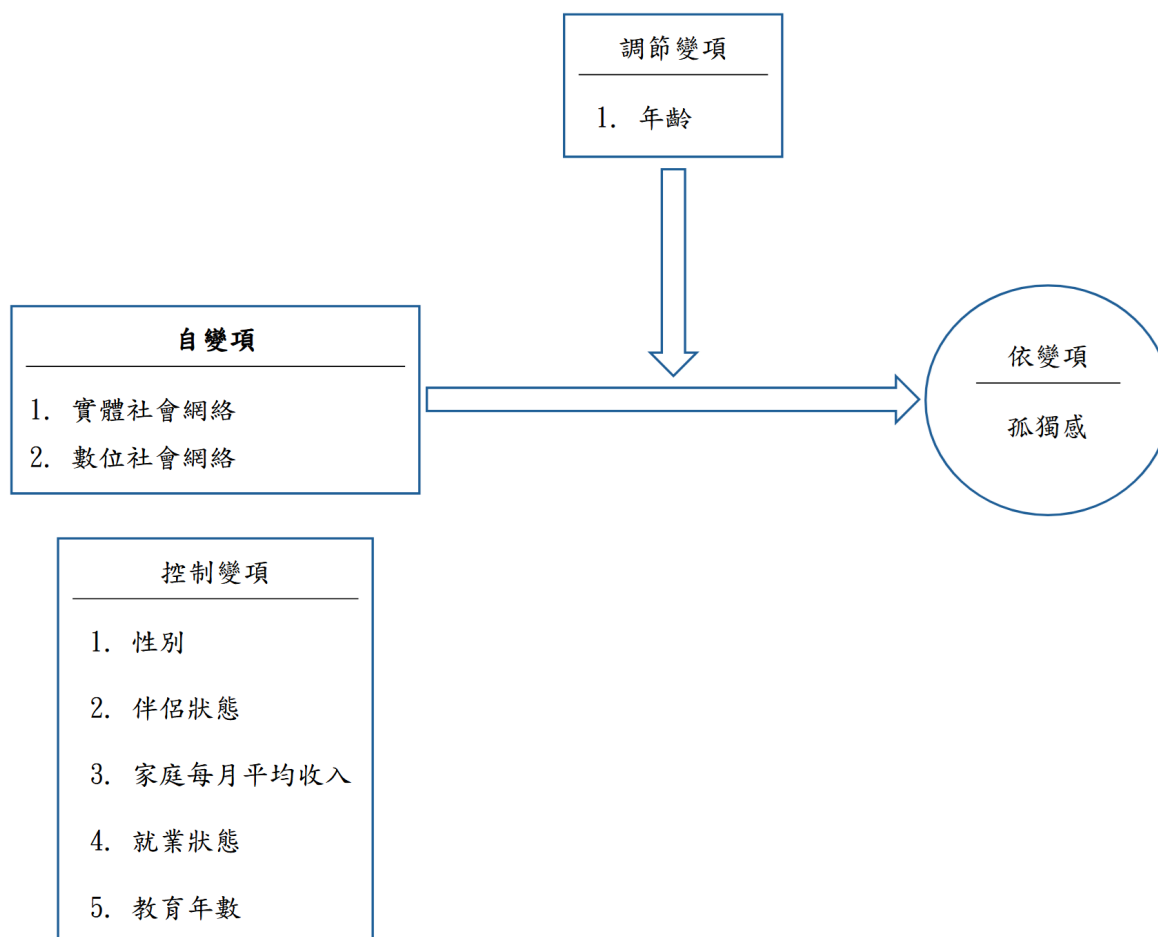 調節變項
1. 年齡
自變項
1. 實體社會網絡
2. 數位社會網絡
依變項
孤獨感
控制變項
1. 性別
2. 伴侶狀態
3. 家庭每月平均收入
4. 就業狀態
5. 教育年數